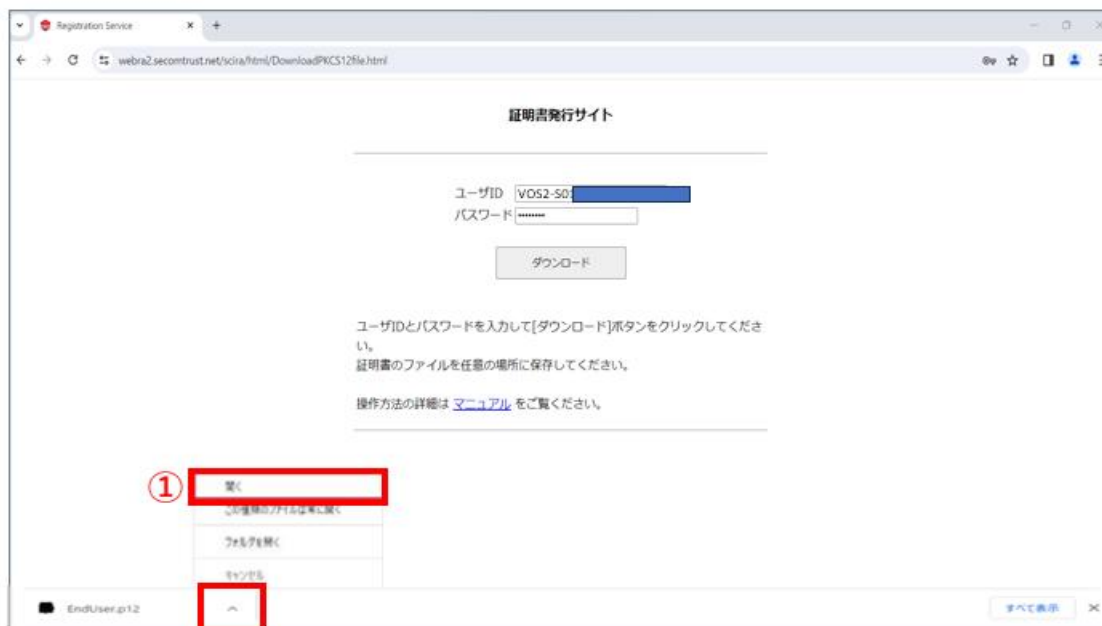 Registration Service
webra2.secomtrust.net/scira/html/DownloadPKCS12file.html
証明書発行サイト
ユーザID VOS2-S01
パスワード ••••••••
ダウンロード
ユーザIDとパスワードを入力して[ダウンロード]ボタンをクリックしてくださ
い。
証明書のファイルを任意の場所に保存してください。
操作方法の詳細は マニュアル をご覧ください。
①
開く
この種類のファイルは常に開く
フォルダを開く
キャンセル
EndUser.p12
すべて表示